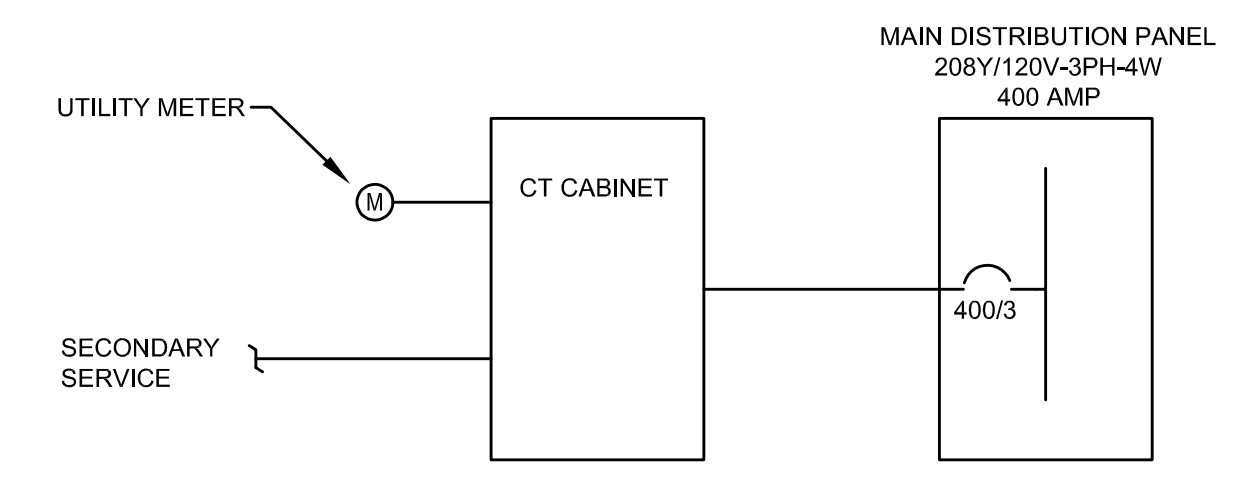 MAIN DISTRIBUTION PANEL
208Y/120V-3PH-4W
400 AMP
UTILITY METER
M
CT CABINET
400/3
SECONDARY
SERVICE